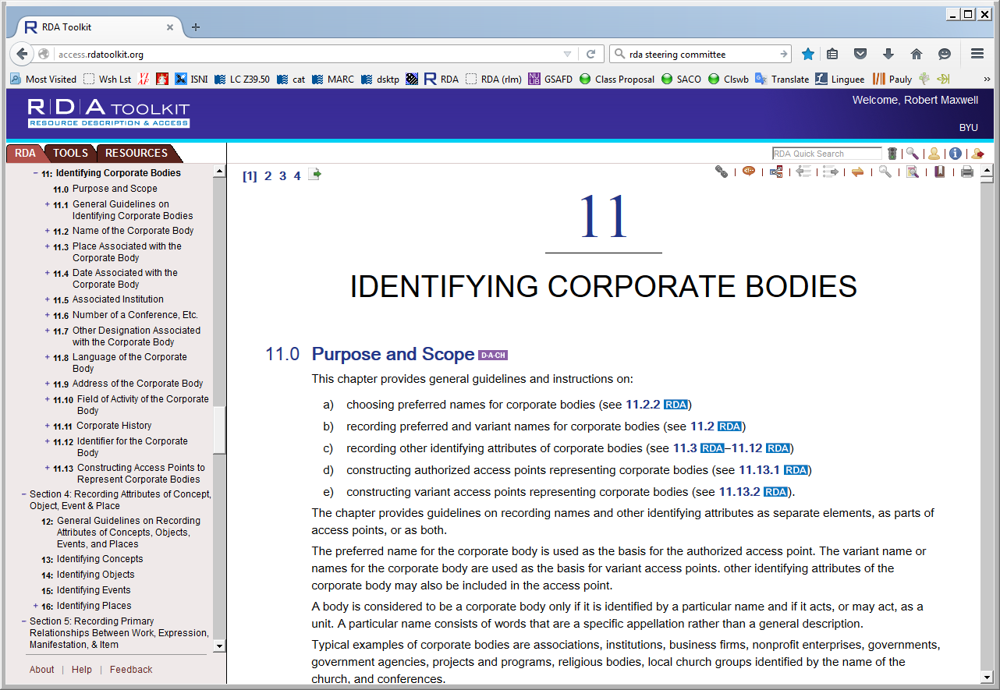 RDA Toolkit
access.rdatoolkit.org
rda steering committee
Most Visited Wsh Lst ISNI LC Z39.50 cat MARC dsktp RDA RDA (rlm) GSAFD Class Proposal SACO Clswb Translate Linguee Pauly »
R|D|A TOOLKIT
RESOURCE DESCRIPTION & ACCESS
Welcome, Robert Maxwell
BYU
RDA TOOLS RESOURCES
RDA Quick Search
− 11: Identifying Corporate Bodies
11.0 Purpose and Scope
+ 11.1 General Guidelines on
Identifying Corporate Bodies
+ 11.2 Name of the Corporate Body
+ 11.3 Place Associated with the
Corporate Body
+ 11.4 Date Associated with the
Corporate Body
+ 11.5 Associated Institution
+ 11.6 Number of a Conference, Etc.
+ 11.7 Other Designation Associated
with the Corporate Body
+ 11.8 Language of the Corporate
Body
+ 11.9 Address of the Corporate Body
+ 11.10 Field of Activity of the Corporate
Body
+ 11.11 Corporate History
+ 11.12 Identifier for the Corporate
Body
+ 11.13 Constructing Access Points to
Represent Corporate Bodies
− Section 4: Recording Attributes of Concept,
Object, Event & Place
12: General Guidelines on Recording
Attributes of Concepts, Objects,
Events, and Places
13: Identifying Concepts
14: Identifying Objects
15: Identifying Events
+ 16: Identifying Places
− Section 5: Recording Primary
Relationships Between Work, Expression,
Manifestation, & Item
About | Help | Feedback
[1] 2 3 4
11
IDENTIFYING CORPORATE BODIES
11.0 Purpose and Scope D-A-CH
This chapter provides general guidelines and instructions on:
a) choosing preferred names for corporate bodies (see 11.2.2 RDA)
b) recording preferred and variant names for corporate bodies (see 11.2 RDA)
c) recording other identifying attributes of corporate bodies (see 11.3 RDA–11.12 RDA)
d) constructing authorized access points representing corporate bodies (see 11.13.1 RDA)
e) constructing variant access points representing corporate bodies (see 11.13.2 RDA).
The chapter provides guidelines on recording names and other identifying attributes as separate elements, as parts of
access points, or as both.
The preferred name for the corporate body is used as the basis for the authorized access point. The variant name or
names for the corporate body are used as the basis for variant access points. other identifying attributes of the
corporate body may also be included in the access point.
A body is considered to be a corporate body only if it is identified by a particular name and if it acts, or may act, as a
unit. A particular name consists of words that are a specific appellation rather than a general description.
Typical examples of corporate bodies are associations, institutions, business firms, nonprofit enterprises, governments,
government agencies, projects and programs, religious bodies, local church groups identified by the name of the
church, and conferences.